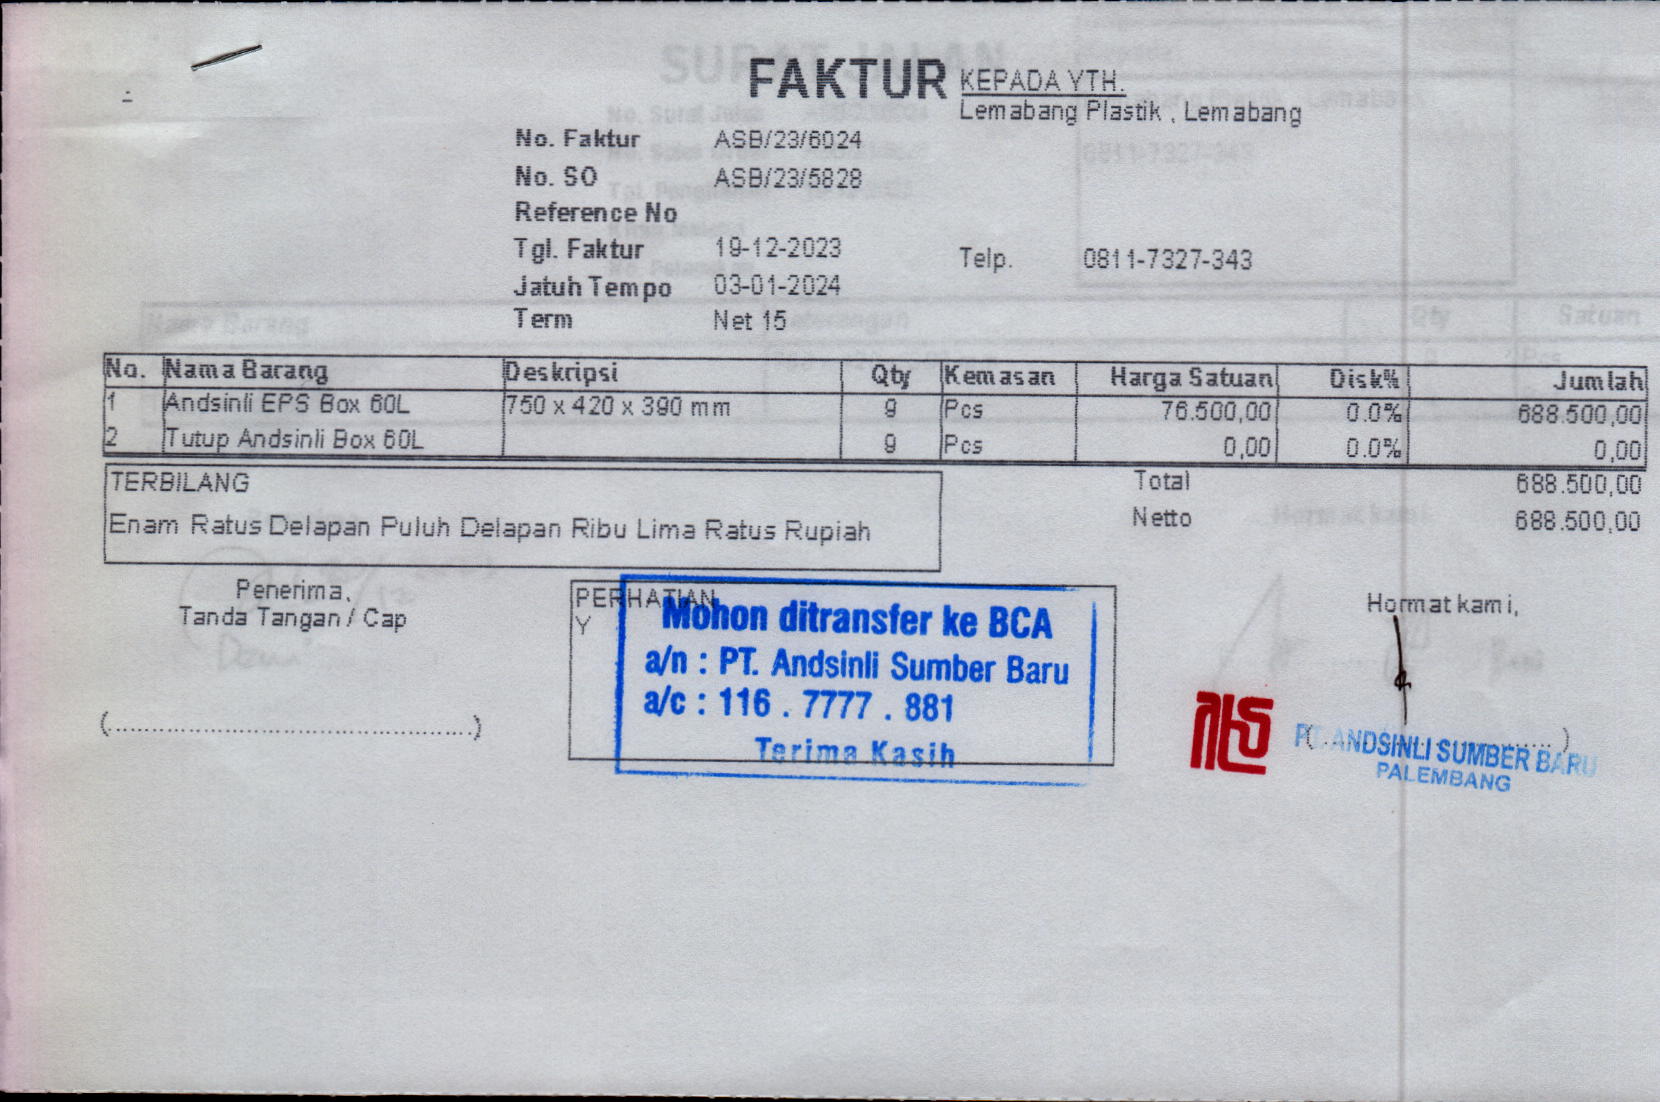 FAKTUR
KEPADA YTH.
Lemabang Plastik , Lemabang
No. Faktur ASB/23/6024
No. SO ASB/23/5828
Reference No
Tgl. Faktur 19-12-2023
Telp. 0811-7327-343
Jatuh Tempo 03-01-2024
Term Net 15
No. Nama Barang Deskripsi Qty Kemasan Harga Satuan Disk% Jumlah
1 Andsinli EPS Box 60L 750 x 420 x 390 mm 9 Pcs 76.500,00 0.0% 688.500,00
2 Tutup Andsinli Box 60L 9 Pcs 0,00 0.0% 0,00
TERBILANG
Enam Ratus Delapan Puluh Delapan Ribu Lima Ratus Rupiah
Total 688.500,00
Netto 688.500,00
Penerima,
Tanda Tangan / Cap
(..............................................)
PERHATIAN
Y
Mohon ditransfer ke BCA
a/n : PT. Andsinli Sumber Baru
a/c : 116 . 7777 . 881
Terima Kasih
Hormat kami,
PT. ANDSINLI SUMBER BARU
PALEMBANG